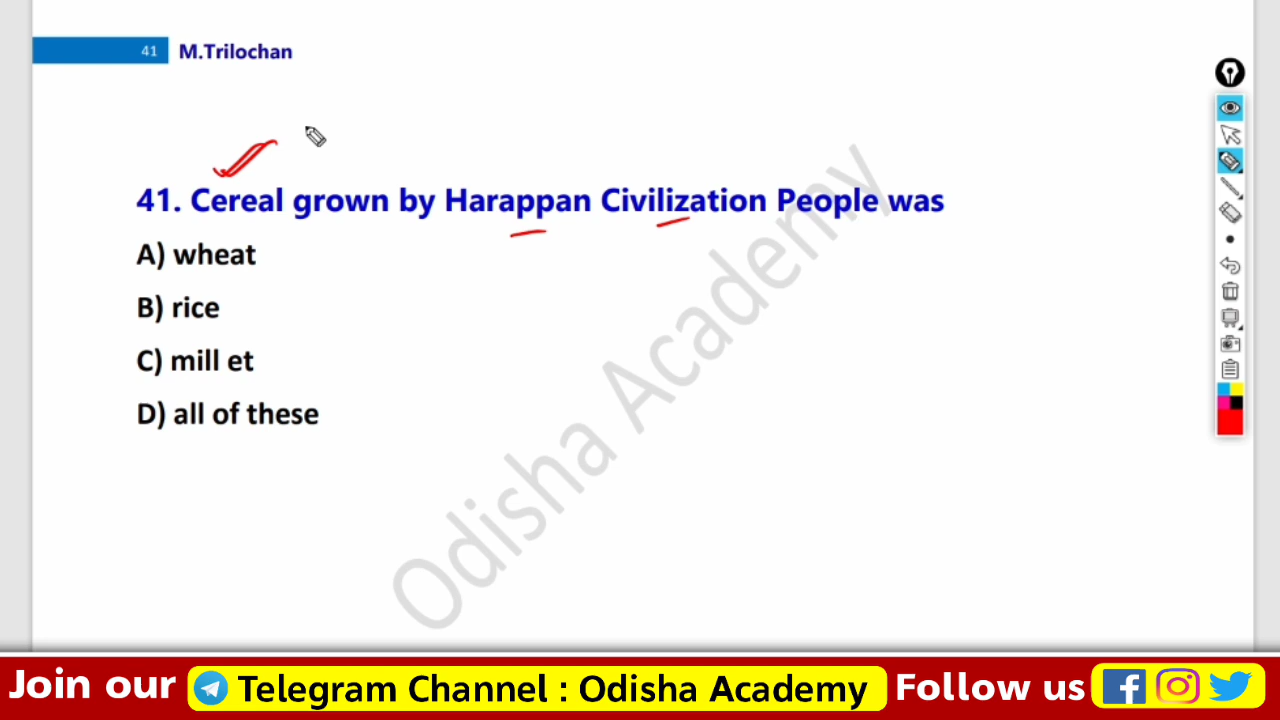 41 M.Trilochan
41. Cereal grown by Harappan Civilization People was
A) wheat
B) rice
C) mill et
D) all of these
Odisha Academy
Join our Telegram Channel : Odisha Academy Follow us